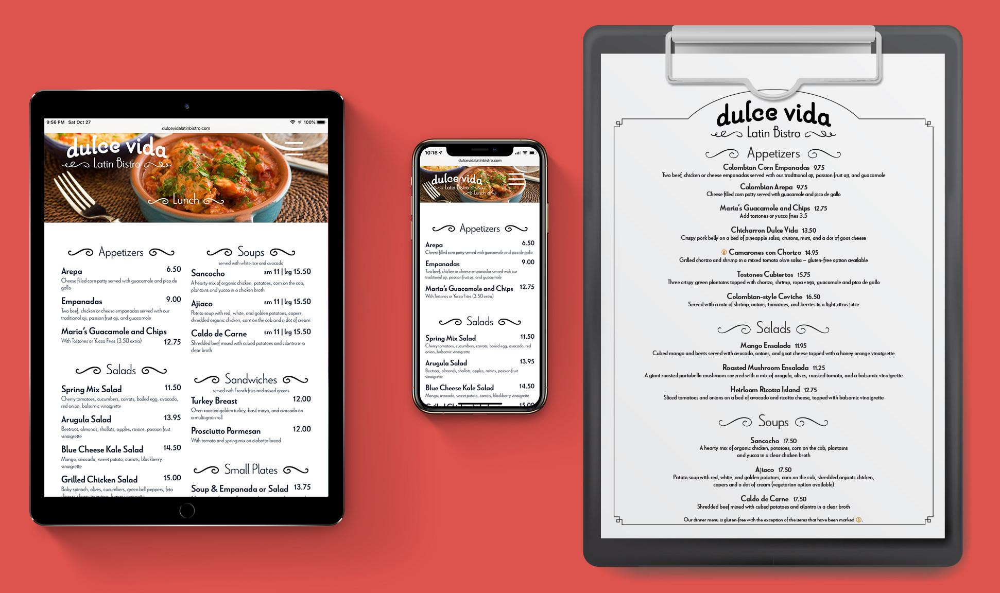 9:56 PM Sat Oct 27
100%
dulcevidalatinbistro.com
dulce vida
Latin Bistro
Lunch
Appetizers
Arepa 6.50
Cheese filled corn patty served with guacamole and pico de
gallo
Empanadas 9.00
Two beef, chicken or cheese empanadas served with our
traditional aji, passion fruit aji, and guacamole
Maria's Guacamole and Chips
With Tostones or Yucca Fries (3.50 extra) 12.75
Salads
Spring Mix Salad 11.50
Cherry tomatoes, cucumbers, carrots, boiled egg, avocado,
red onion, balsamic vinaigrette
Arugula Salad 13.95
Beetroot, almonds, shallots, apples, raisins, passion fruit
vinaigrette
Blue Cheese Kale Salad 14.50
Mango, avocado, sweet potato, carrots, blackberry
vinaigrette
Grilled Chicken Salad 15.00
Baby spinach, olives, cucumbers, green bell peppers, feta
cheese, cherry tomatoes, lemon vinaigrette
Soups
served with white rice and avocado
Sancocho sm 11 | lrg 15.50
A hearty mix of organic chicken, potatoes, corn on the cob,
plantains and yucca in a chicken broth
Ajiaco sm 11 | lrg 15.50
Potato soup with red, white, and golden potatoes, capers,
shredded organic chicken, corn on the cob and a dot of cream
Caldo de Carne sm 11 | lrg 15.50
Shredded beef mixed with cubed potatoes and cilantro in a
clear broth
Sandwiches
served with French fries and mixed greens
Turkey Breast 12.00
Oven-roasted golden turkey, basil mayo, and avocado on
a multi-grain roll
Prosciutto Parmesan 12.00
With tomato and spring mix on ciabatta bread
Small Plates
Soup & Empanada or Salad 13.75
10:16
dulcevidalatinbistro.com
dulce vida
Latin Bistro
Lunch
Appetizers
Arepa 6.50
Cheese filled corn patty served with guacamole and pico de gallo
Empanadas 9.00
Two beef, chicken or cheese empanadas served with our
traditional aji, passion fruit aji, and guacamole
Maria's Guacamole and Chips 12.75
With Tostones or Yucca Fries (3.50 extra)
Salads
Spring Mix Salad 11.50
Cherry tomatoes, cucumbers, carrots, boiled egg, avocado, red
onion, balsamic vinaigrette
Arugula Salad 13.95
Beetroot, almonds, shallots, apples, raisins, passion fruit
vinaigrette
Blue Cheese Kale Salad 14.50
Mango, avocado, sweet potato, carrots, blackberry vinaigrette
15.00
dulce vida
Latin Bistro
Appetizers
Colombian Corn Empanadas 9.75
Two beef, chicken or cheese empanadas served with our traditional aji, passion fruit aji, and guacamole
Colombian Arepa 9.75
Cheese filled corn patty served with guacamole and pico de gallo
Maria's Guacamole and Chips 12.75
Add tostones or yucca fries 3.5
Chicharron Dulce Vida 13.50
Crispy pork belly on a bed of pineapple salsa, crutons, mint, and a dot of goat cheese
Camarones con Chorizo 14.95
Grilled chorizo and shrimp in a mixed tomato olive salsa – gluten-free option available
Tostones Cubiertos 15.75
Three crispy green plantains topped with chorizo, shrimp, ropa vieja, guacamole and pico de gallo
Colombian-style Ceviche 16.50
Served with a mix of shrimp, onions, tomatoes, and berries in a light citrus juice
Salads
Mango Ensalada 11.95
Cubed mango and beets served with avocado, onions, and goat cheese topped with a honey orange vinaigrette
Roasted Mushroom Ensalada 11.25
A giant roasted portobello mushroom covered with a mix of arugula, olives, roasted tomato, and a balsamic vinaigrette
Heirloom Ricotta Island 12.75
Sliced tomatoes and onions on a bed of avocado and ricotta cheese, topped with balsamic vinaigrette
Soups
Sancocho 17.50
A hearty mix of organic chicken, potatoes, corn on the cob, plantains
and yucca in a clear chicken broth
Ajiaco 17.50
Potato soup with red, white, and golden potatoes, corn on the cob, shredded organic chicken,
capers and a dot of cream (vegetarian option available)
Caldo de Carne 17.50
Shredded beef mixed with cubed potatoes and cilantro in a clear broth
Our dinner menu is gluten-free with the exception of the items that have been marked .